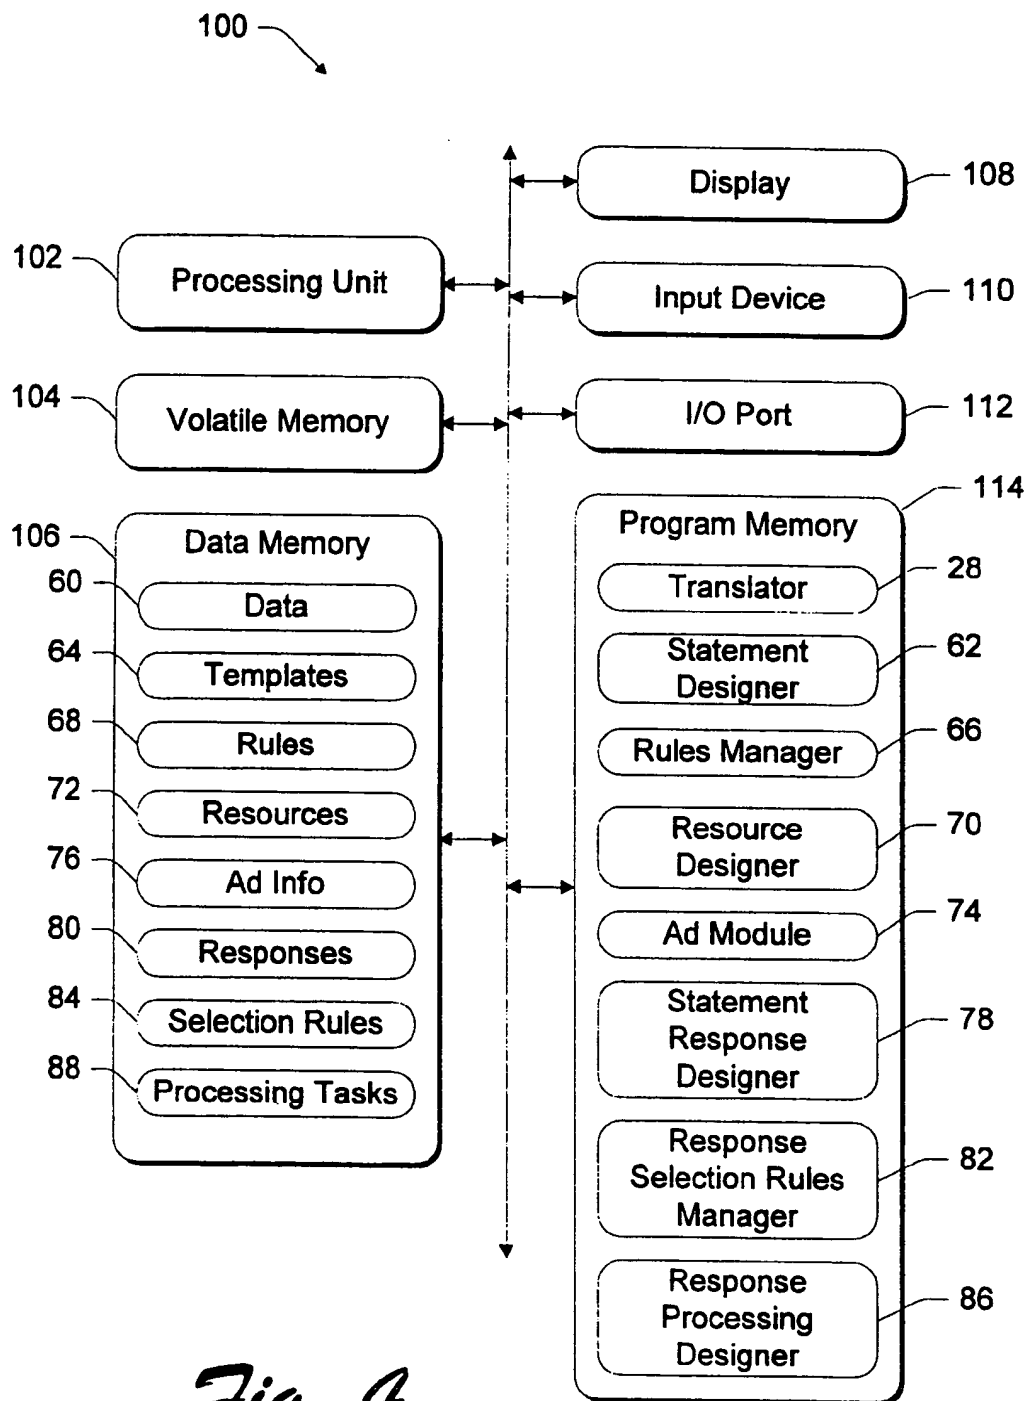 100
Display
108
102
Processing Unit
Input Device
110
104
Volatile Memory
I/O Port
112
114
106
Data Memory
60
Data
64
Templates
68
Rules
72
Resources
76
Ad Info
80
Responses
84
Selection Rules
88
Processing Tasks
Program Memory
Translator
28
Statement
Designer
62
Rules Manager
66
Resource
Designer
70
Ad Module
74
Statement
Response
Designer
78
Response
Selection Rules
Manager
82
Response
Processing
Designer
86